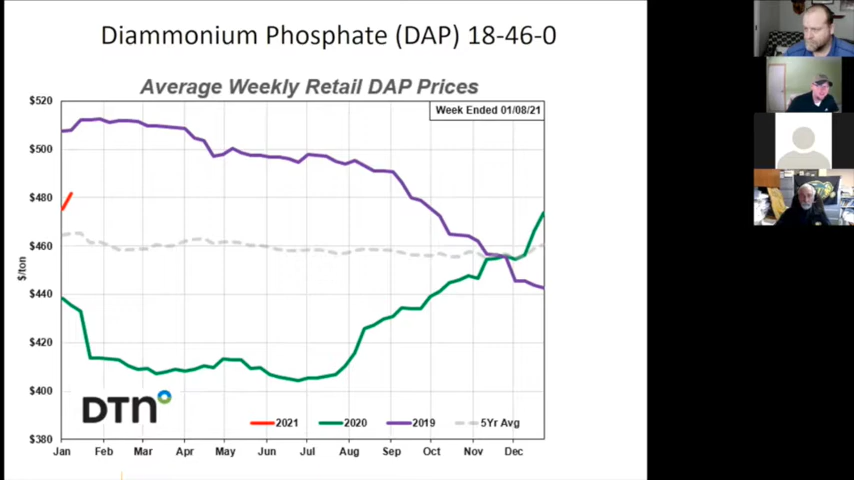 Diammonium Phosphate (DAP) 18-46-0
Average Weekly Retail DAP Prices
Week Ended 01/08/21
$520
$500
$480
$460
$440
$420
$400
$380
$/ton
DTN
2021 2020 2019 5Yr Avg
Jan Feb Mar Apr May Jun Jul Aug Sep Oct Nov Dec